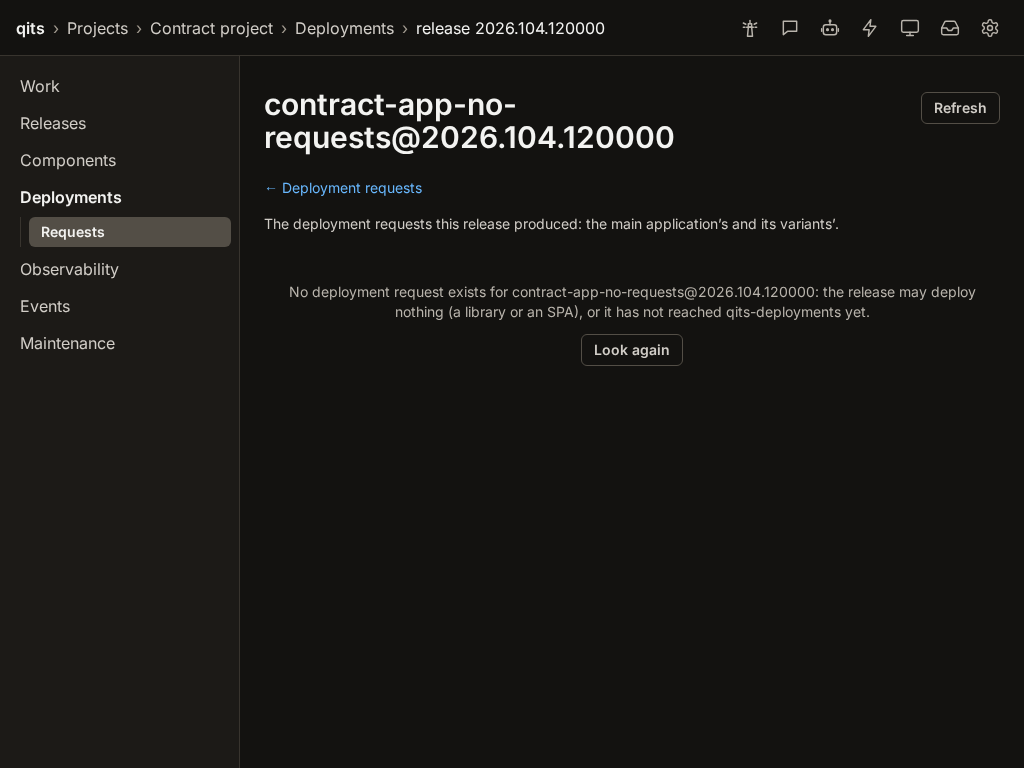 qits › Projects › Contract project › Deployments › release 2026.104.120000
Work
Releases
Components
Deployments
Requests
Observability
Events
Maintenance
contract-app-no-
requests@2026.104.120000
Refresh
← Deployment requests
The deployment requests this release produced: the main application’s and its variants’.
No deployment request exists for contract-app-no-requests@2026.104.120000: the release may deploy
nothing (a library or an SPA), or it has not reached qits-deployments yet.
Look again